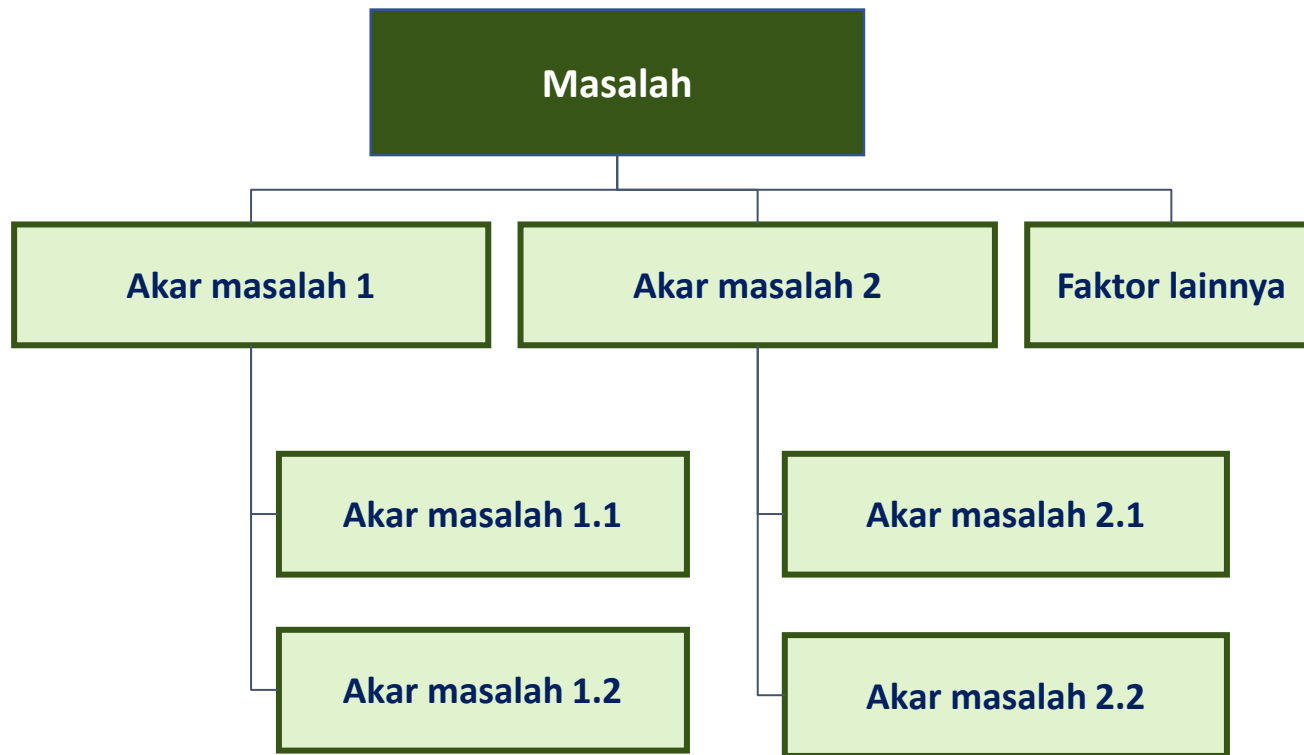 Masalah
Akar masalah 1
Akar masalah 2
Faktor lainnya
Akar masalah 1.1
Akar masalah 2.1
Akar masalah 1.2
Akar masalah 2.2